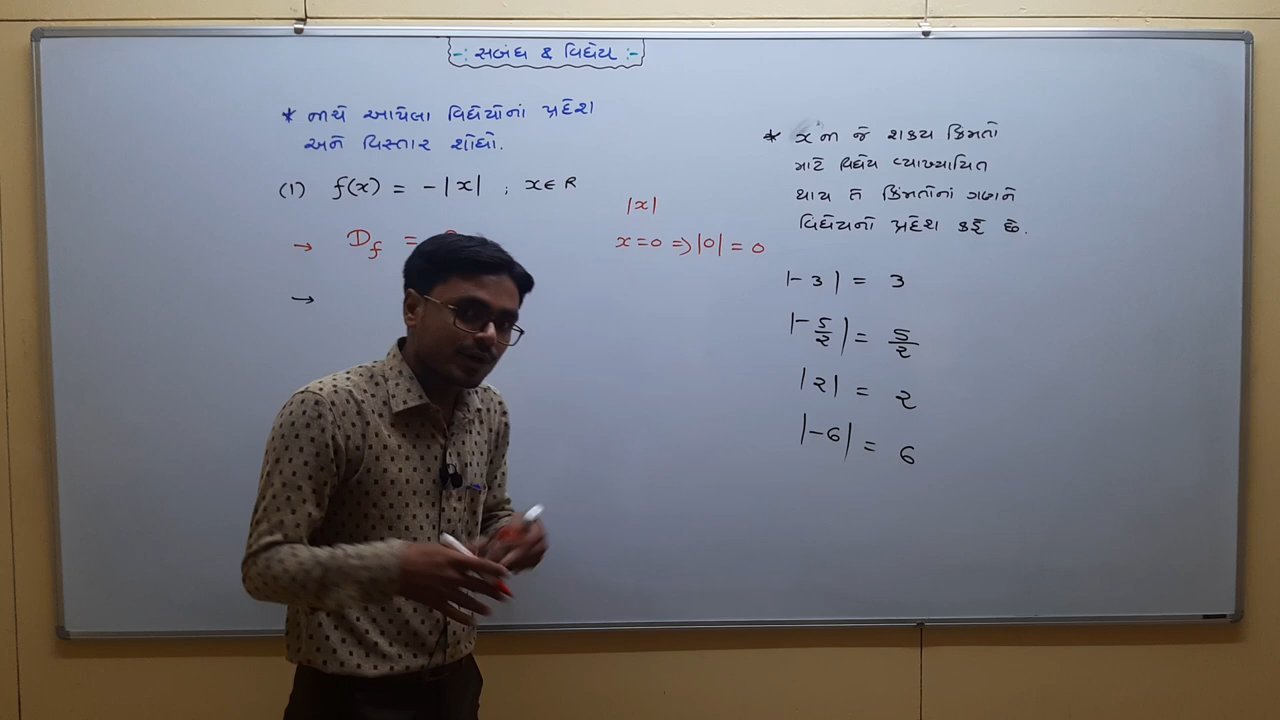 -: સબંધ & વિધેય :-
* નીચે આપેલા વિધેયોનાં પ્રદેશ
અને વિસ્તાર શોધો.
(1) f(x) = -|x| ; x ∈ R
→ D_f =
→
|x|
x = 0 ⇒ |0| = 0
* x ના જે શક્ય કિંમતો
માટે વિધેય વ્યાખ્યાયિત
થાય તે કિંમતોનાં ગણને
વિધેયનો પ્રદેશ કહે છે.
|-3| = 3
|-5/2| = 5/2
|2| = 2
|-6| = 6